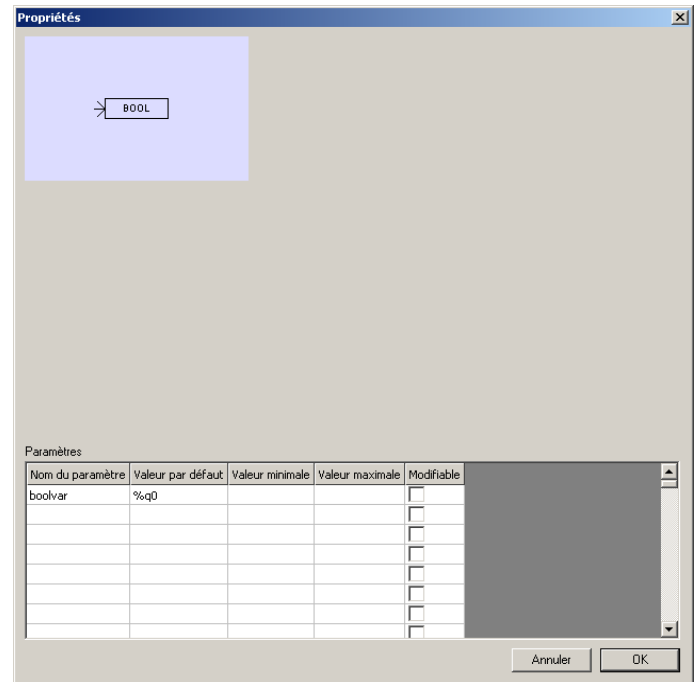 Propriétés
BOOL
Paramètres
Nom du paramètre Valeur par défaut Valeur minimale Valeur maximale Modifiable
boolvar %q0
Annuler OK